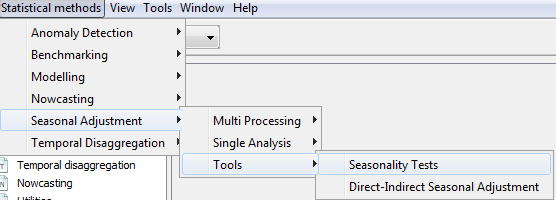 Statistical methods View Tools Window Help
Anomaly Detection
Benchmarking
Modelling
Nowcasting
Seasonal Adjustment
Multi Processing
Temporal Disaggregation
Single Analysis
Temporal disaggregation
Tools
Seasonality Tests
Nowcasting
Direct-Indirect Seasonal Adjustment